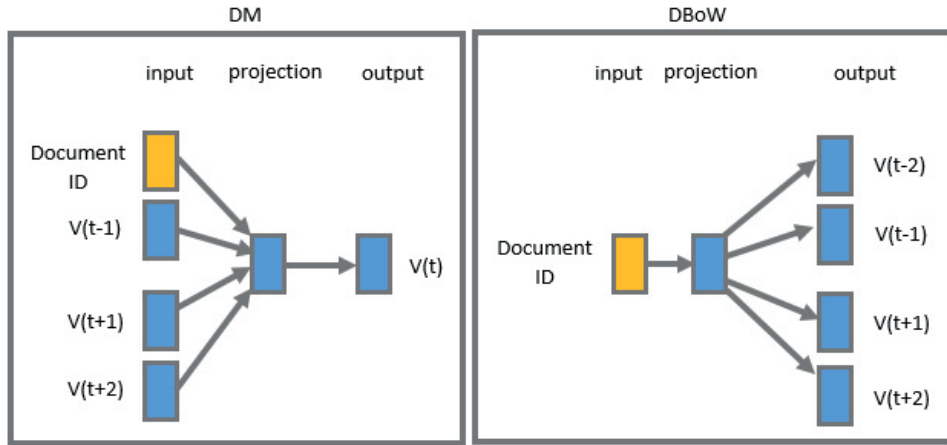 DM
input projection output
Document
ID
V(t-1)
V(t+1)
V(t+2)
V(t)
DBoW
input projection output
Document
ID
V(t-2)
V(t-1)
V(t+1)
V(t+2)